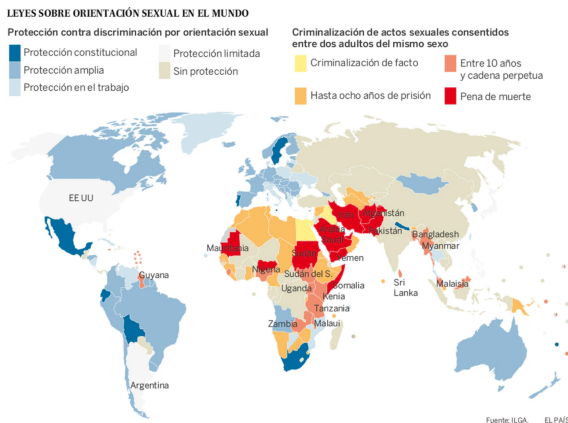 LEYES SOBRE ORIENTACIÓN SEXUAL EN EL MUNDO
Protección contra discriminación por orientación sexual
Protección constitucional
Protección amplia
Protección en el trabajo
Protección limitada
Sin protección
Criminalización de actos sexuales consentidos
entre dos adultos del mismo sexo
Criminalización de facto
Hasta ocho años de prisión
Entre 10 años
y cadena perpetua
Pena de muerte
EE UU
Irán
Afganistán
Pakistán
Bangladesh
Myanmar
Mauritania
Yemen
Guyana
Nigeria
Sudán del S.
Somalia
Uganda
Kenia
Sri
Lanka
Malaisia
Tanzania
Zambia
Malaui
Argentina
Fuente: ILGA.
EL PAÍS